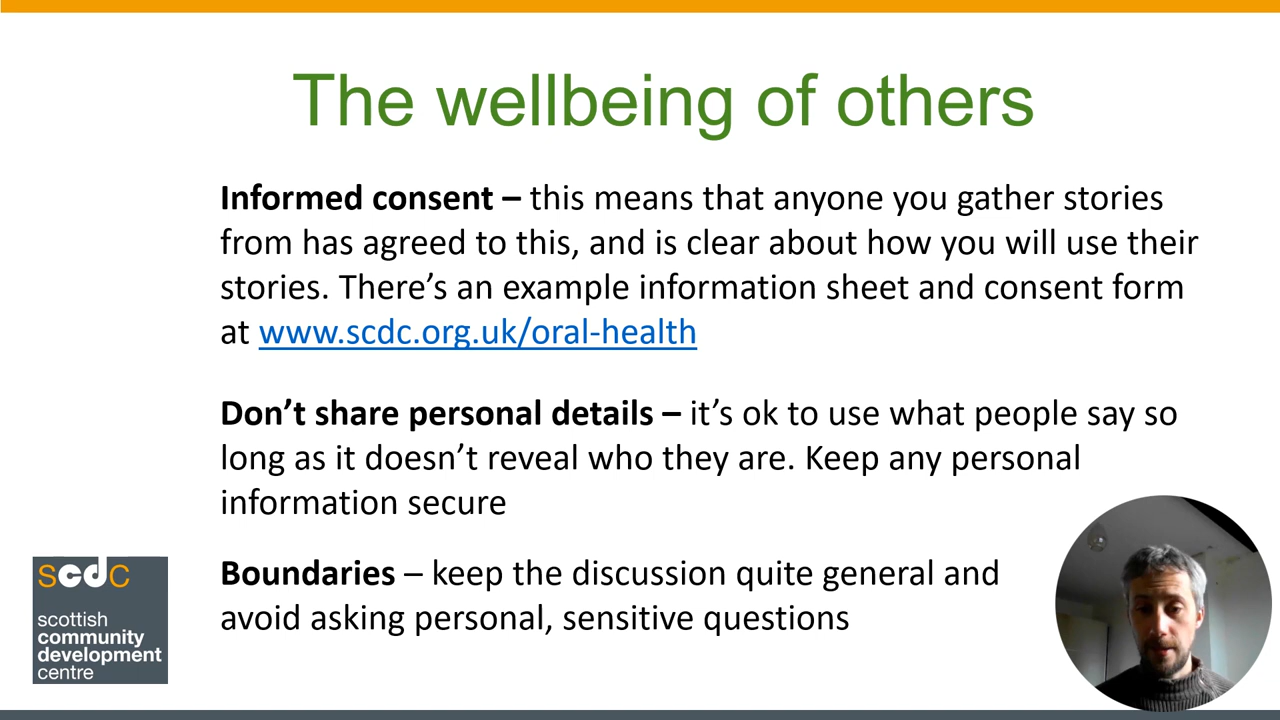 The wellbeing of others
Informed consent – this means that anyone you gather stories
from has agreed to this, and is clear about how you will use their
stories. There’s an example information sheet and consent form
at www.scdc.org.uk/oral-health
Don’t share personal details – it’s ok to use what people say so
long as it doesn’t reveal who they are. Keep any personal
information secure
Boundaries – keep the discussion quite general and
avoid asking personal, sensitive questions
scdc
scottish
community
development
centre